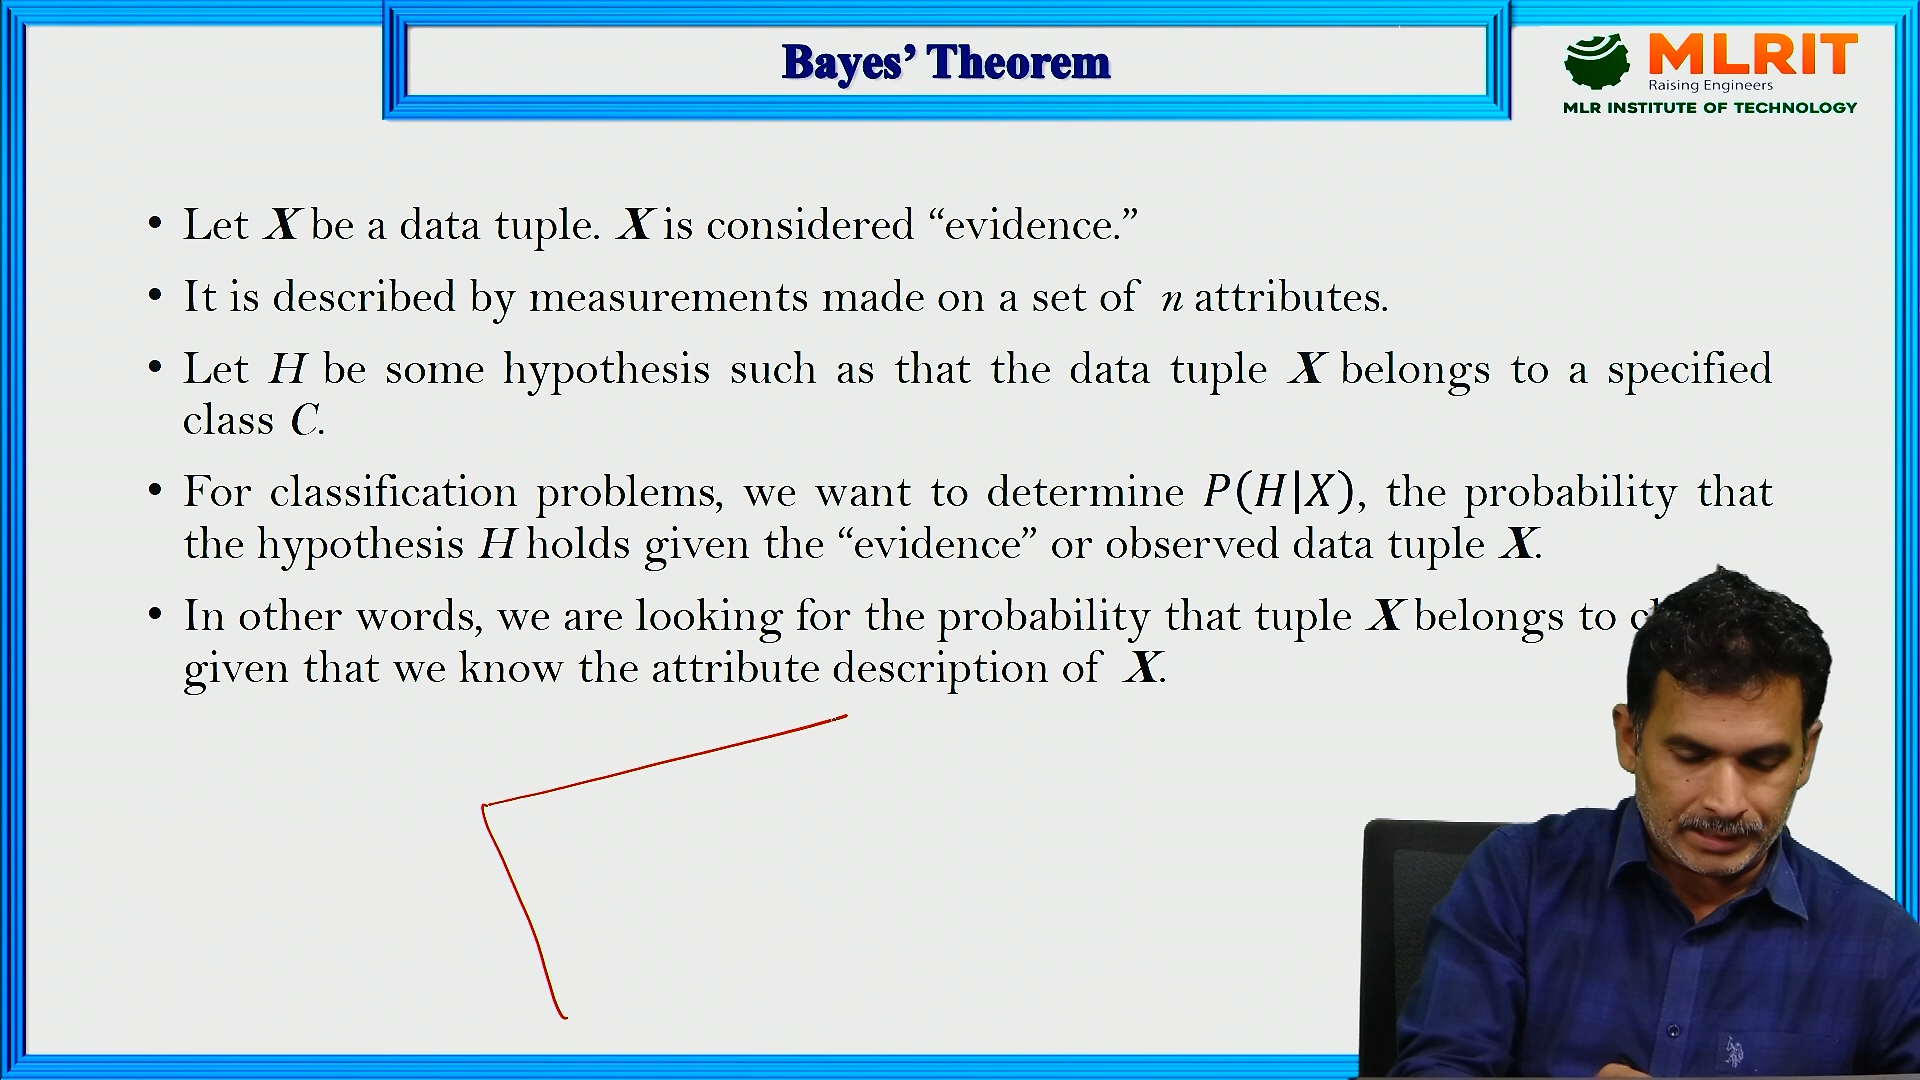 Bayes’ Theorem
MLRIT
Raising Engineers
MLR INSTITUTE OF TECHNOLOGY
• Let X be a data tuple. X is considered “evidence.”
• It is described by measurements made on a set of n attributes.
• Let H be some hypothesis such as that the data tuple X belongs to a specified
class C.
• For classification problems, we want to determine P(H|X), the probability that
the hypothesis H holds given the “evidence” or observed data tuple X.
• In other words, we are looking for the probability that tuple X belongs to
given that we know the attribute description of X.